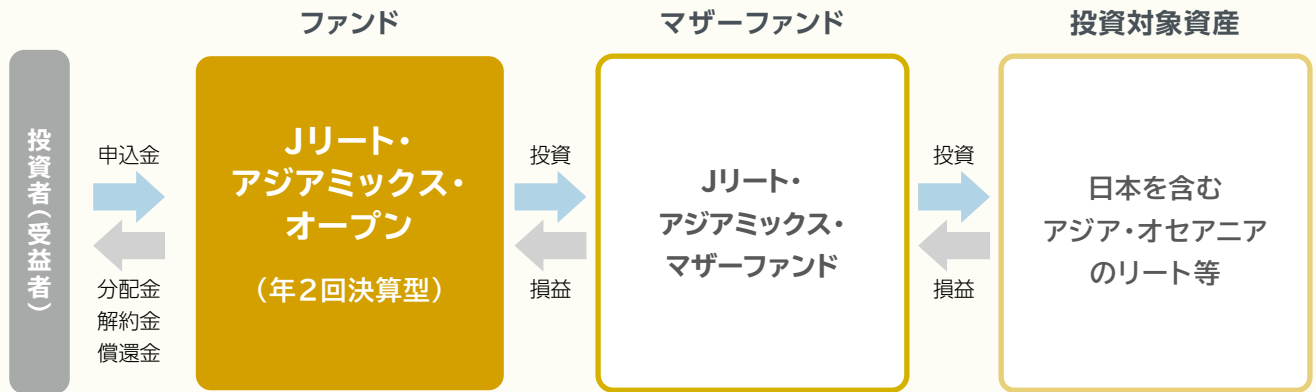 ファンド
マザーファンド
投資対象資産
投資者（受益者）
申込金
分配金
解約金
償還金
Jリート・
アジアミックス・
オープン
（年2回決算型）
投資
損益
Jリート・
アジアミックス・
マザーファンド
投資
損益
日本を含む
アジア・オセアニア
のリート等